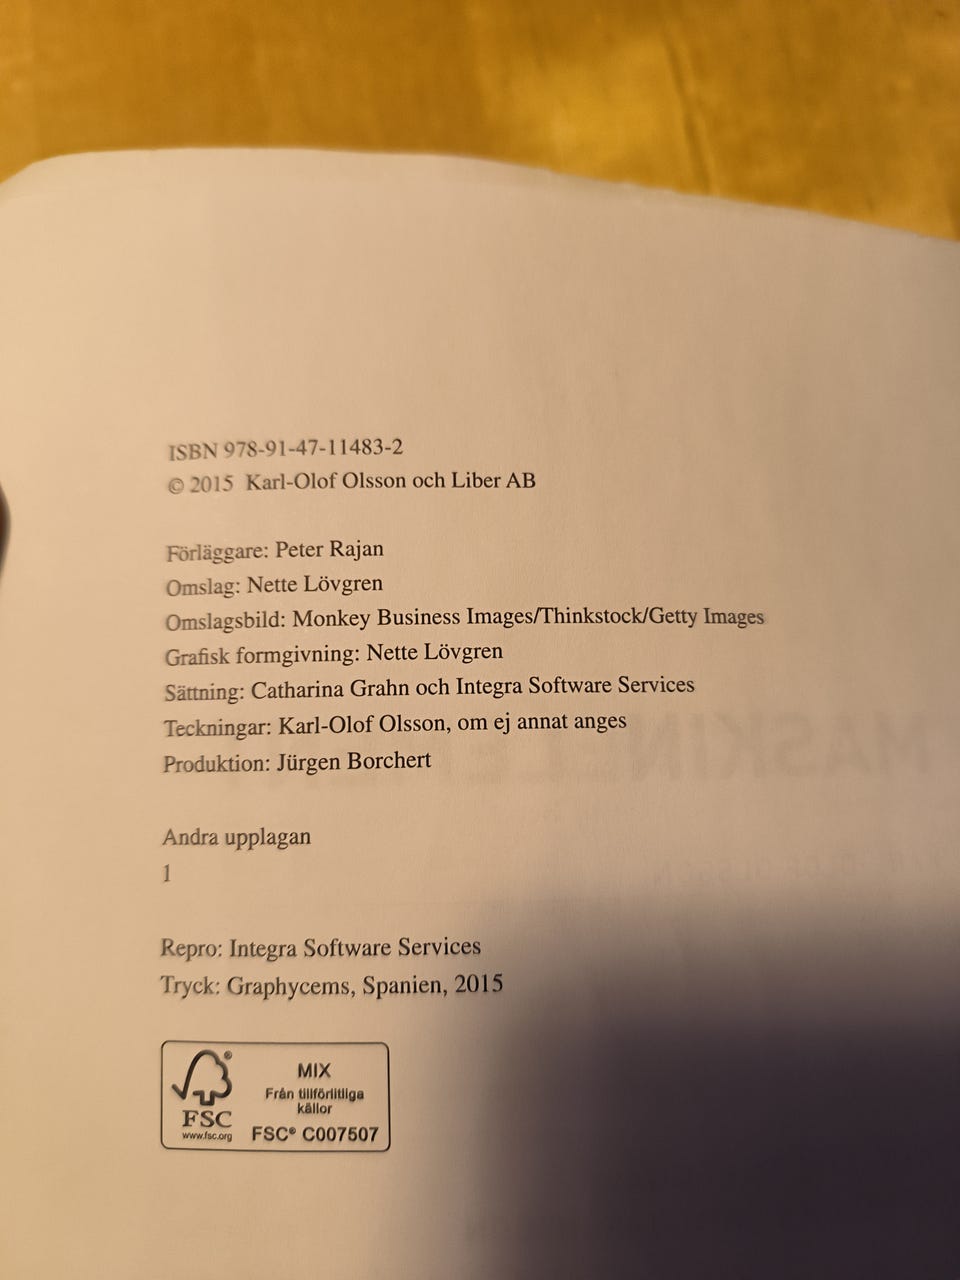 ISBN 978-91-47-11483-2
© 2015 Karl-Olof Olsson och Liber AB
Förläggare: Peter Rajan
Omslag: Nette Lövgren
Omslagsbild: Monkey Business Images/Thinkstock/Getty Images
Grafisk formgivning: Nette Lövgren
Sättning: Catharina Grahn och Integra Software Services
Teckningar: Karl-Olof Olsson, om ej annat anges
Produktion: Jürgen Borchert
Andra upplagan
1
Repro: Integra Software Services
Tryck: Graphycems, Spanien, 2015
MIX
Från tillförlitliga
källor
FSC® C007507
®
FSC
www.fsc.org